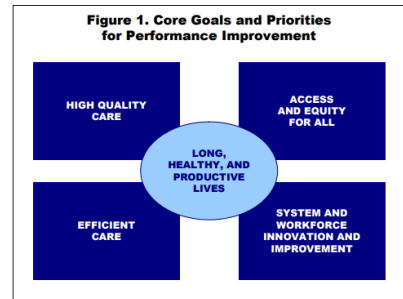 Figure 1. Core Goals and Priorities
for Performance Improvement
HIGH QUALITY
CARE
ACCESS
AND EQUITY
FOR ALL
LONG,
HEALTHY, AND
PRODUCTIVE
LIVES
EFFICIENT
CARE
SYSTEM AND
WORKFORCE
INNOVATION AND
IMPROVEMENT